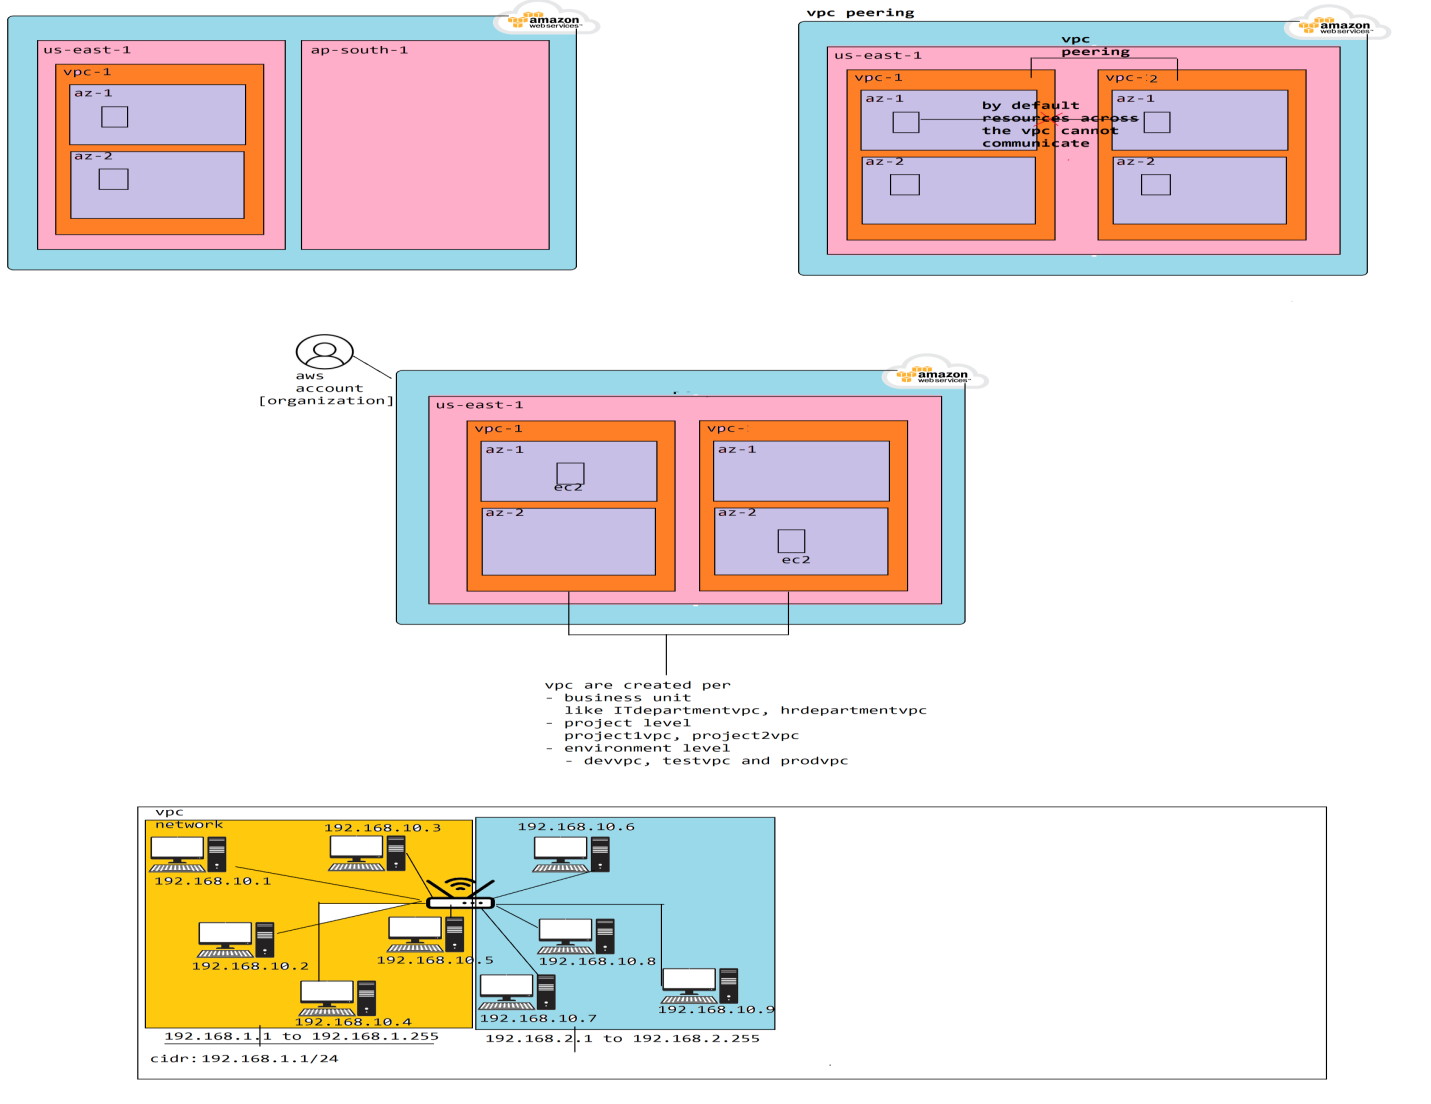 amazon
webservices™
us-east-1
ap-south-1
vpc-1
az-1
az-2
vpc peering
amazon
webservices™
vpc
peering
us-east-1
vpc-1
vpc-2
az-1
az-1
by default
resources across
the vpc cannot
communicate
az-2
az-2
aws
account
[organization]
amazon
webservices™
us-east-1
vpc-1
vpc-
az-1
az-1
ec2
az-2
az-2
ec2
vpc are created per
- business unit
like ITdepartmentvpc, hrdepartmentvpc
- project level
project1vpc, project2vpc
- environment level
- devvpc, testvpc and prodvpc
vpc
network
192.168.10.3
192.168.10.6
192.168.10.1
192.168.10.5
192.168.10.8
192.168.10.2
192.168.10.9
192.168.10.4
192.168.10.7
192.168.1.1 to 192.168.1.255
192.168.2.1 to 192.168.2.255
cidr:192.168.1.1/24